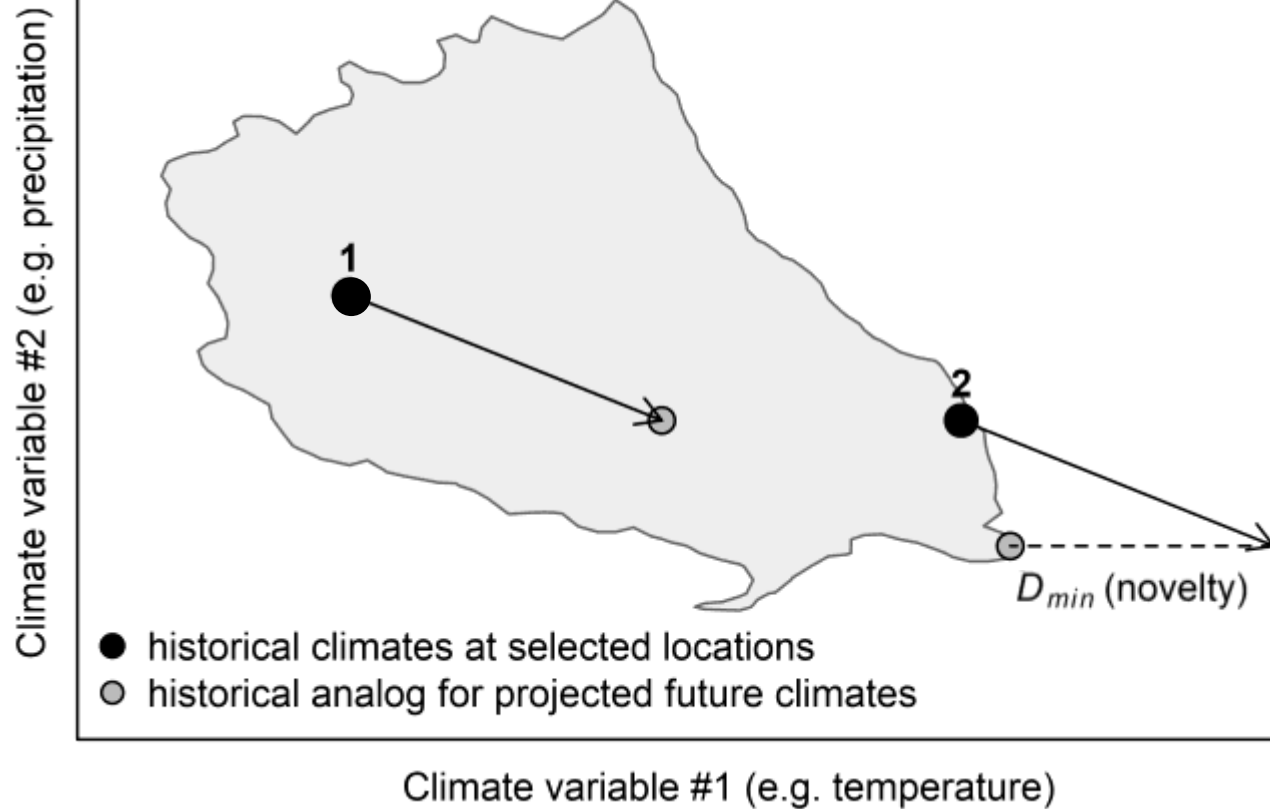 Climate variable #2 (e.g. precipitation)
1
2
D min (novelty)
historical climates at selected locations
historical analog for projected future climates
Climate variable #1 (e.g. temperature)